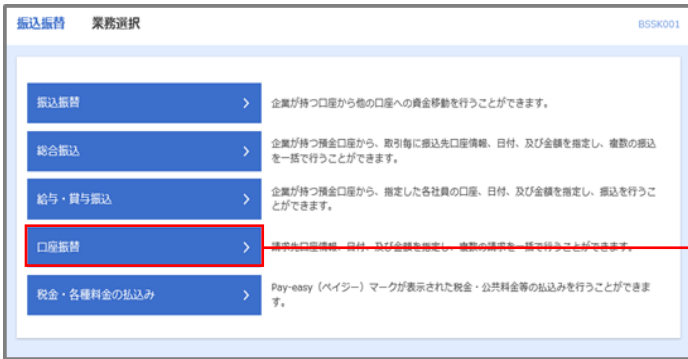 振込振替 業務選択 BSSK001
振込振替 企業が持つ口座から他の口座への資金移動を行うことができます。
総合振込 企業が持つ預金口座から、取引毎に振込先口座情報、日付、及び金額を指定し、複数の振込
を一括で行うことができます。
給与・賞与振込 企業が持つ預金口座から、指定した各社員の口座、日付、及び金額を指定し、振込を行うこ
とができます。
口座振替 請求先口座情報、日付、及び金額を指定し、複数の請求を一括で行うことができます。
税金・各種料金の払込み Pay-easy（ペイジー）マークが表示された税金・公共料金等の払込みを行うことができま
す。